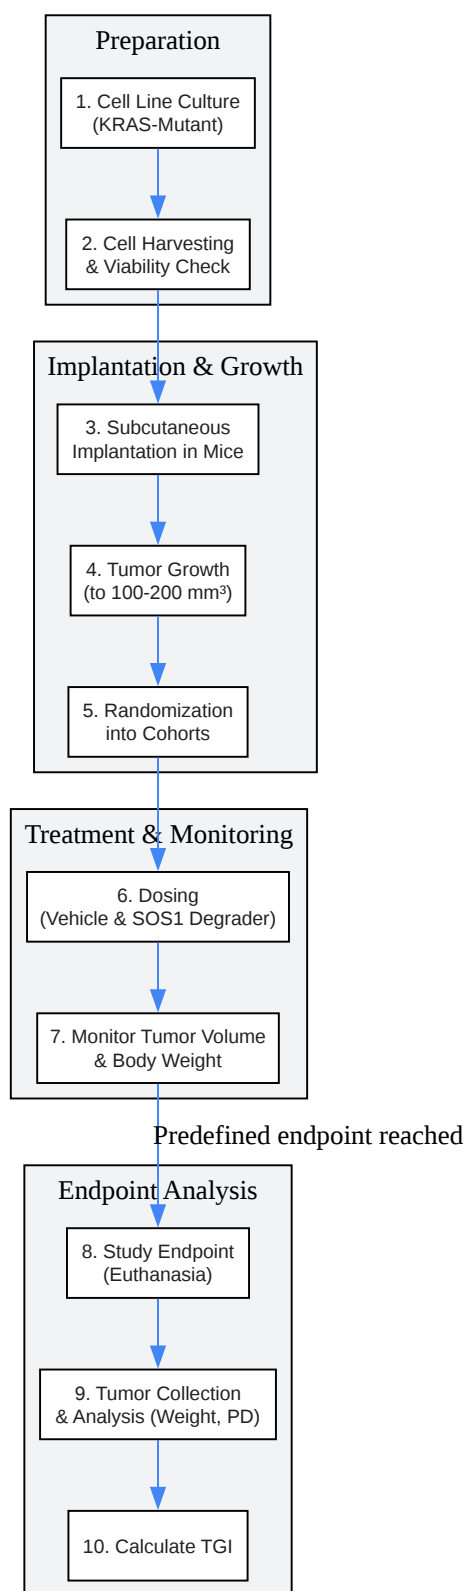 Preparation
1. Cell Line Culture
(KRAS-Mutant)
2. Cell Harvesting
& Viability Check
Implantation & Growth
3. Subcutaneous
Implantation in Mice
4. Tumor Growth
(to 100-200 mm³)
5. Randomization
into Cohorts
Treatment & Monitoring
6. Dosing
(Vehicle & SOS1 Degrader)
7. Monitor Tumor Volume
& Body Weight
Predefined endpoint reached
Endpoint Analysis
8. Study Endpoint
(Euthanasia)
9. Tumor Collection
& Analysis (Weight, PD)
10. Calculate TGI